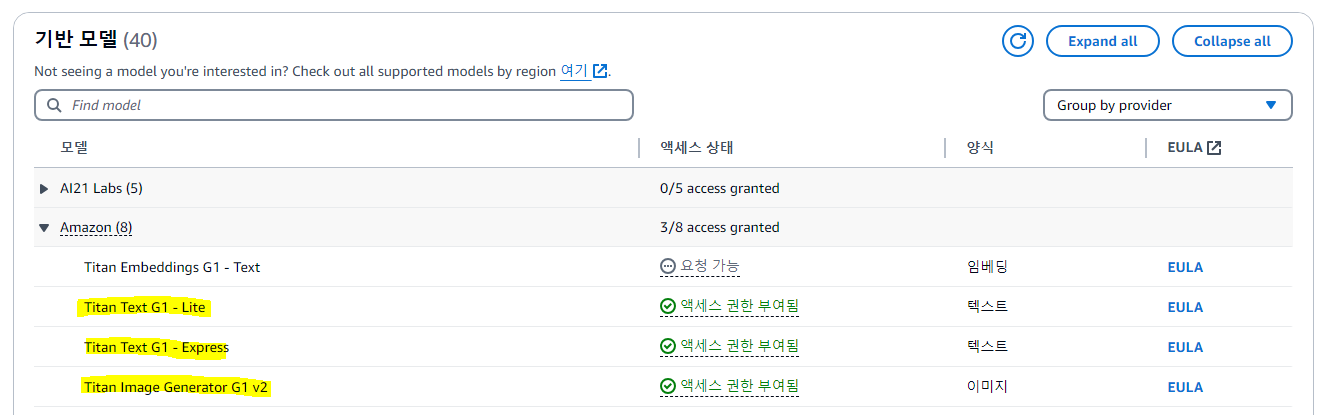 기반 모델 (40)
Expand all
Collapse all
Not seeing a model you're interested in? Check out all supported models by region 여기.
Find model
Group by provider
모델 액세스 상태 양식 EULA
AI21 Labs (5) 0/5 access granted
Amazon (8) 3/8 access granted
Titan Embeddings G1 - Text 요청 가능 임베딩 EULA
Titan Text G1 - Lite 액세스 권한 부여됨 텍스트 EULA
Titan Text G1 - Express 액세스 권한 부여됨 텍스트 EULA
Titan Image Generator G1 v2 액세스 권한 부여됨 이미지 EULA